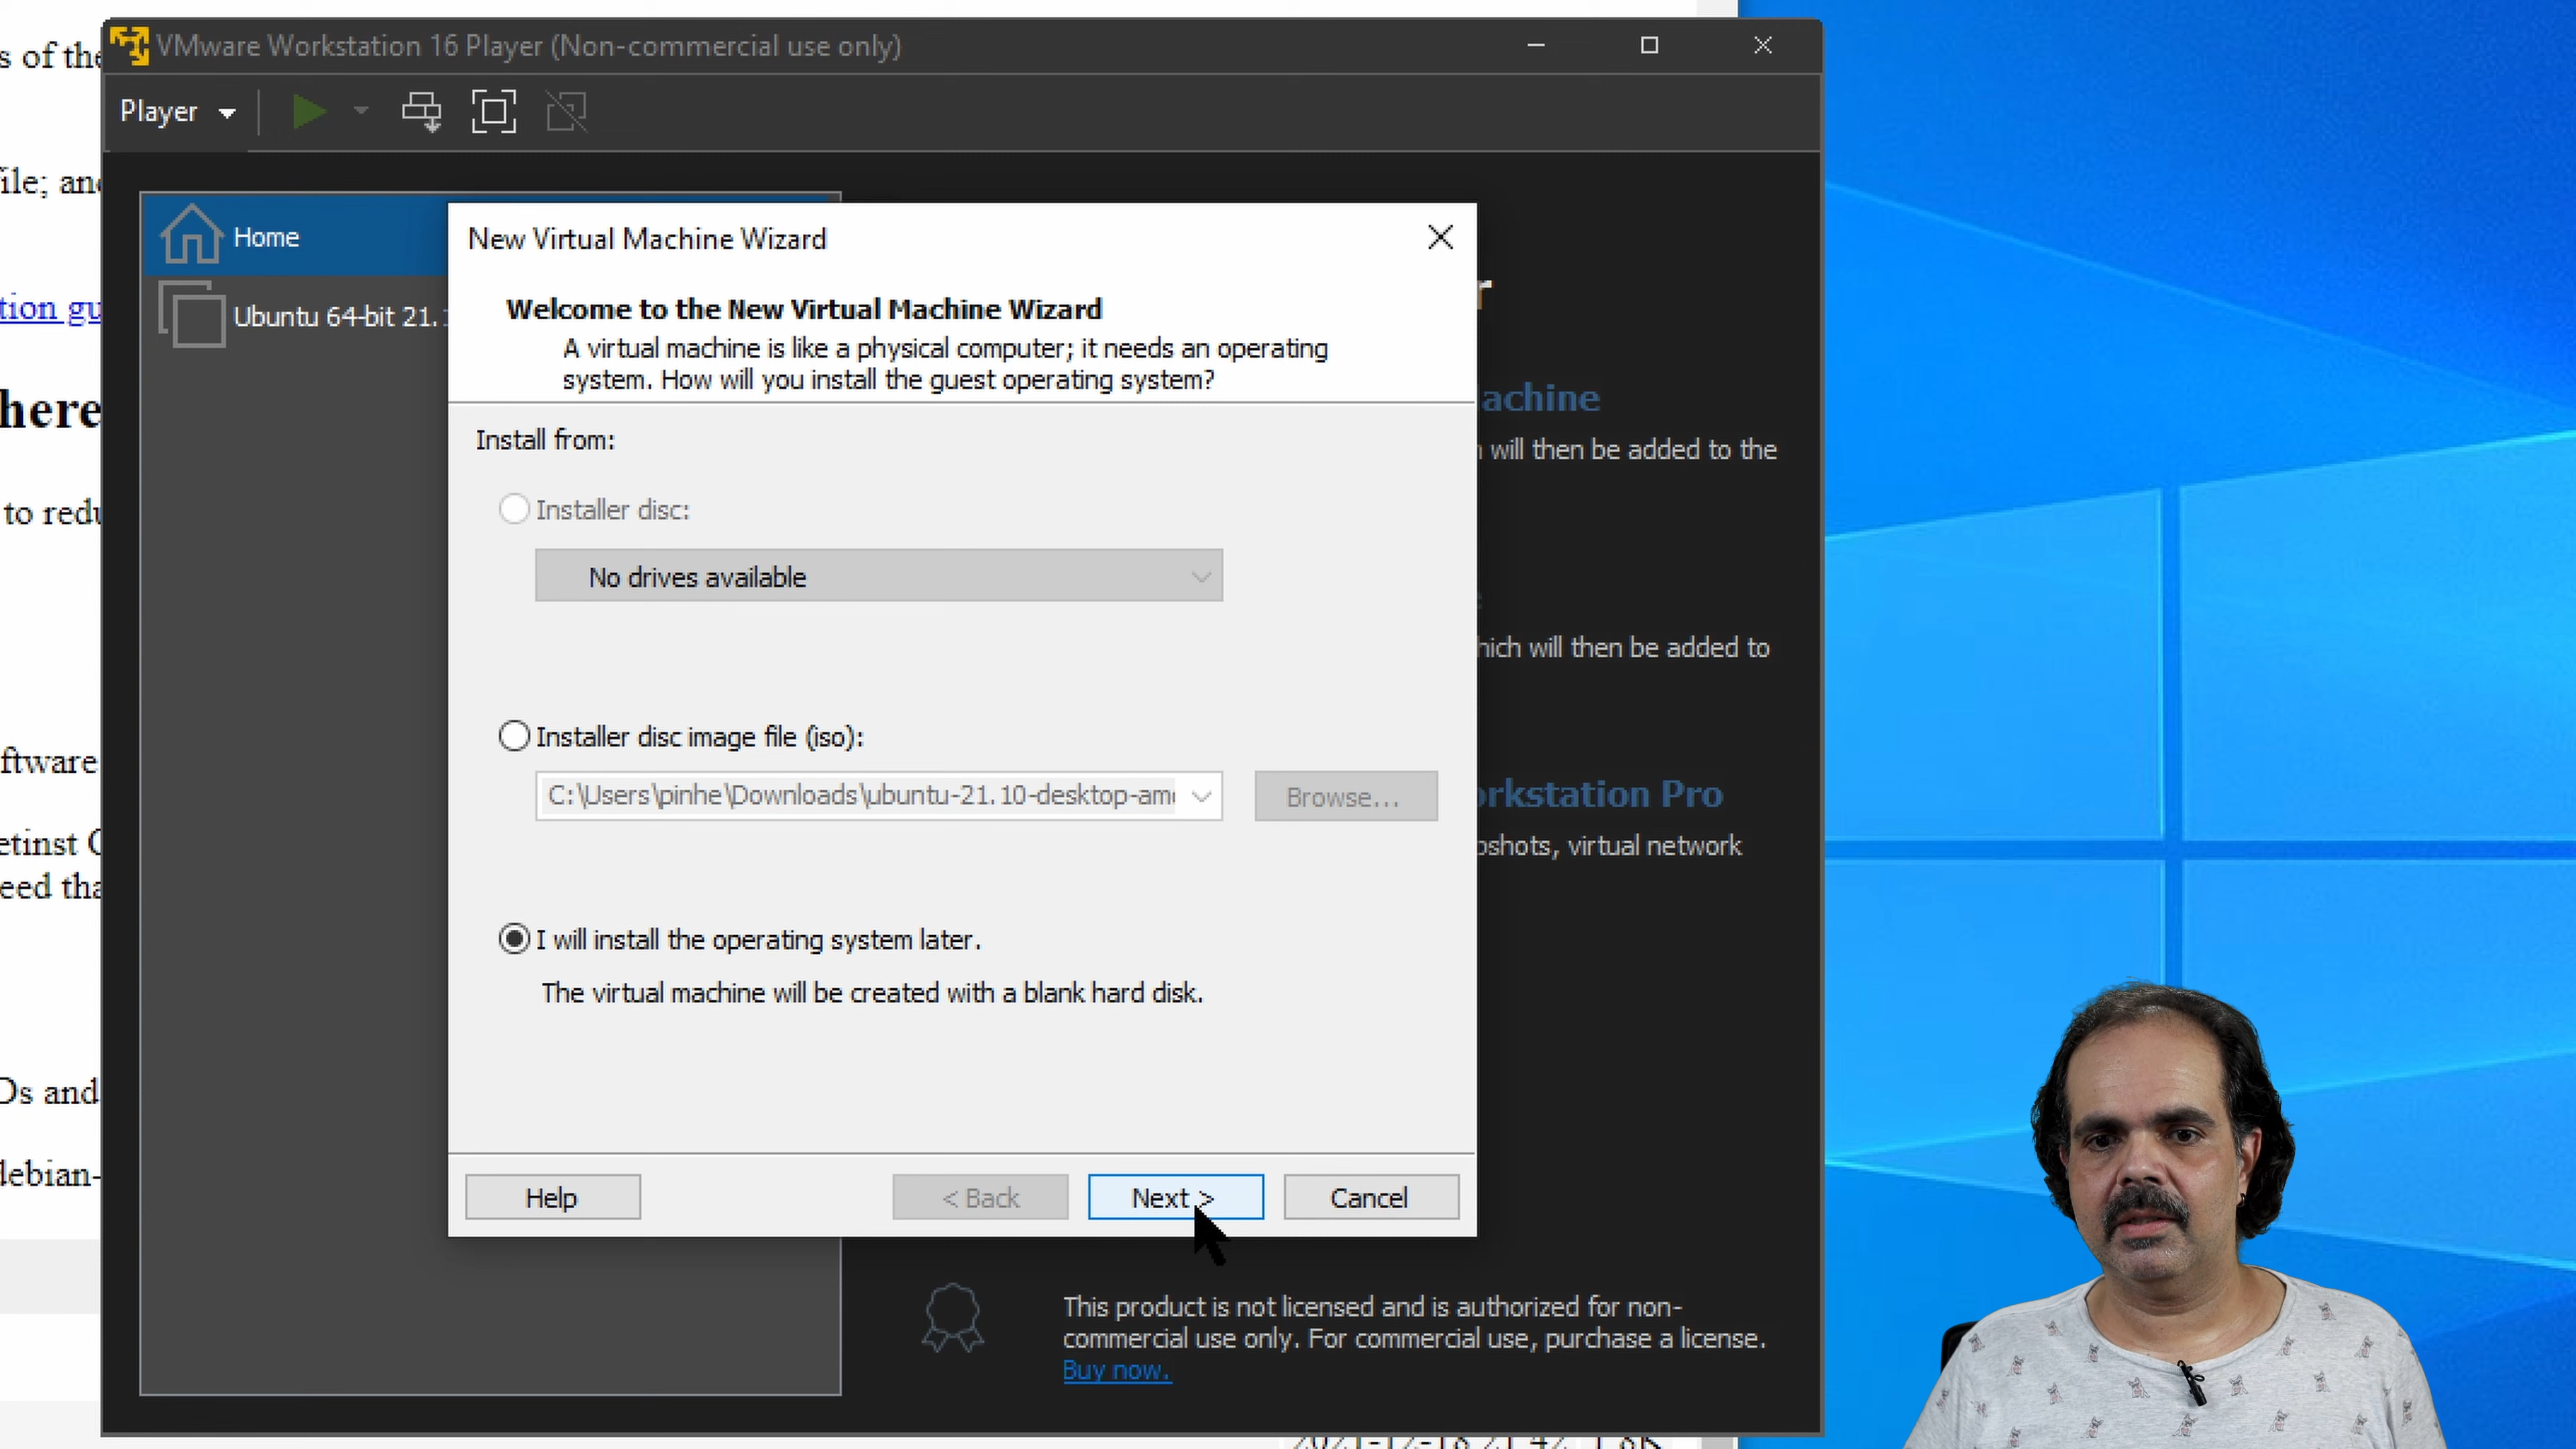 s of the
VMware Workstation 16 Player (Non-commercial use only)
Player
file; and
Home
New Virtual Machine Wizard
tion gu
Ubuntu 64-bit 21.
Welcome to the New Virtual Machine Wizard
A virtual machine is like a physical computer; it needs an operating
system. How will you install the guest operating system?
here
achine
will then be added to the
Install from:
to redu
Installer disc:
No drives available
hich will then be added to
ftware
Installer disc image file (iso):
C:\Users\pinhe\Downloads\ubuntu-21.10-desktop-am
Browse...
orkstation Pro
etinst
pshots, virtual network
eed tha
I will install the operating system later.
The virtual machine will be created with a blank hard disk.
Ds and
debian-
Help
< Back
Next >
Cancel
This product is not licensed and is authorized for non-
commercial use only. For commercial use, purchase a license.
Buy now.